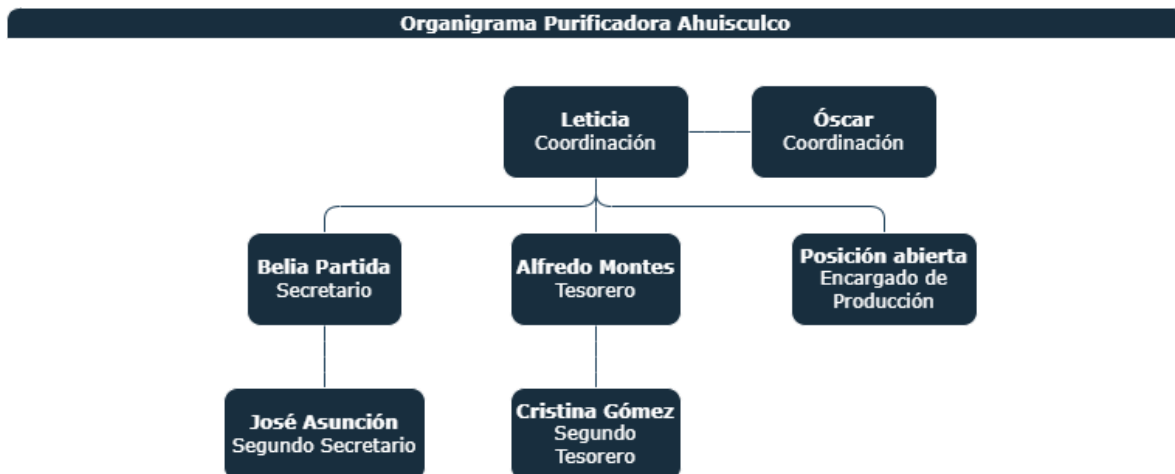 Organigrama Purificadora Ahuisculco
Leticia
Coordinación
Óscar
Coordinación
Belia Partida
Secretario
Alfredo Montes
Tesorero
Posición abierta
Encargado de
Producción
José Asunción
Segundo Secretario
Cristina Gómez
Segundo
Tesorero